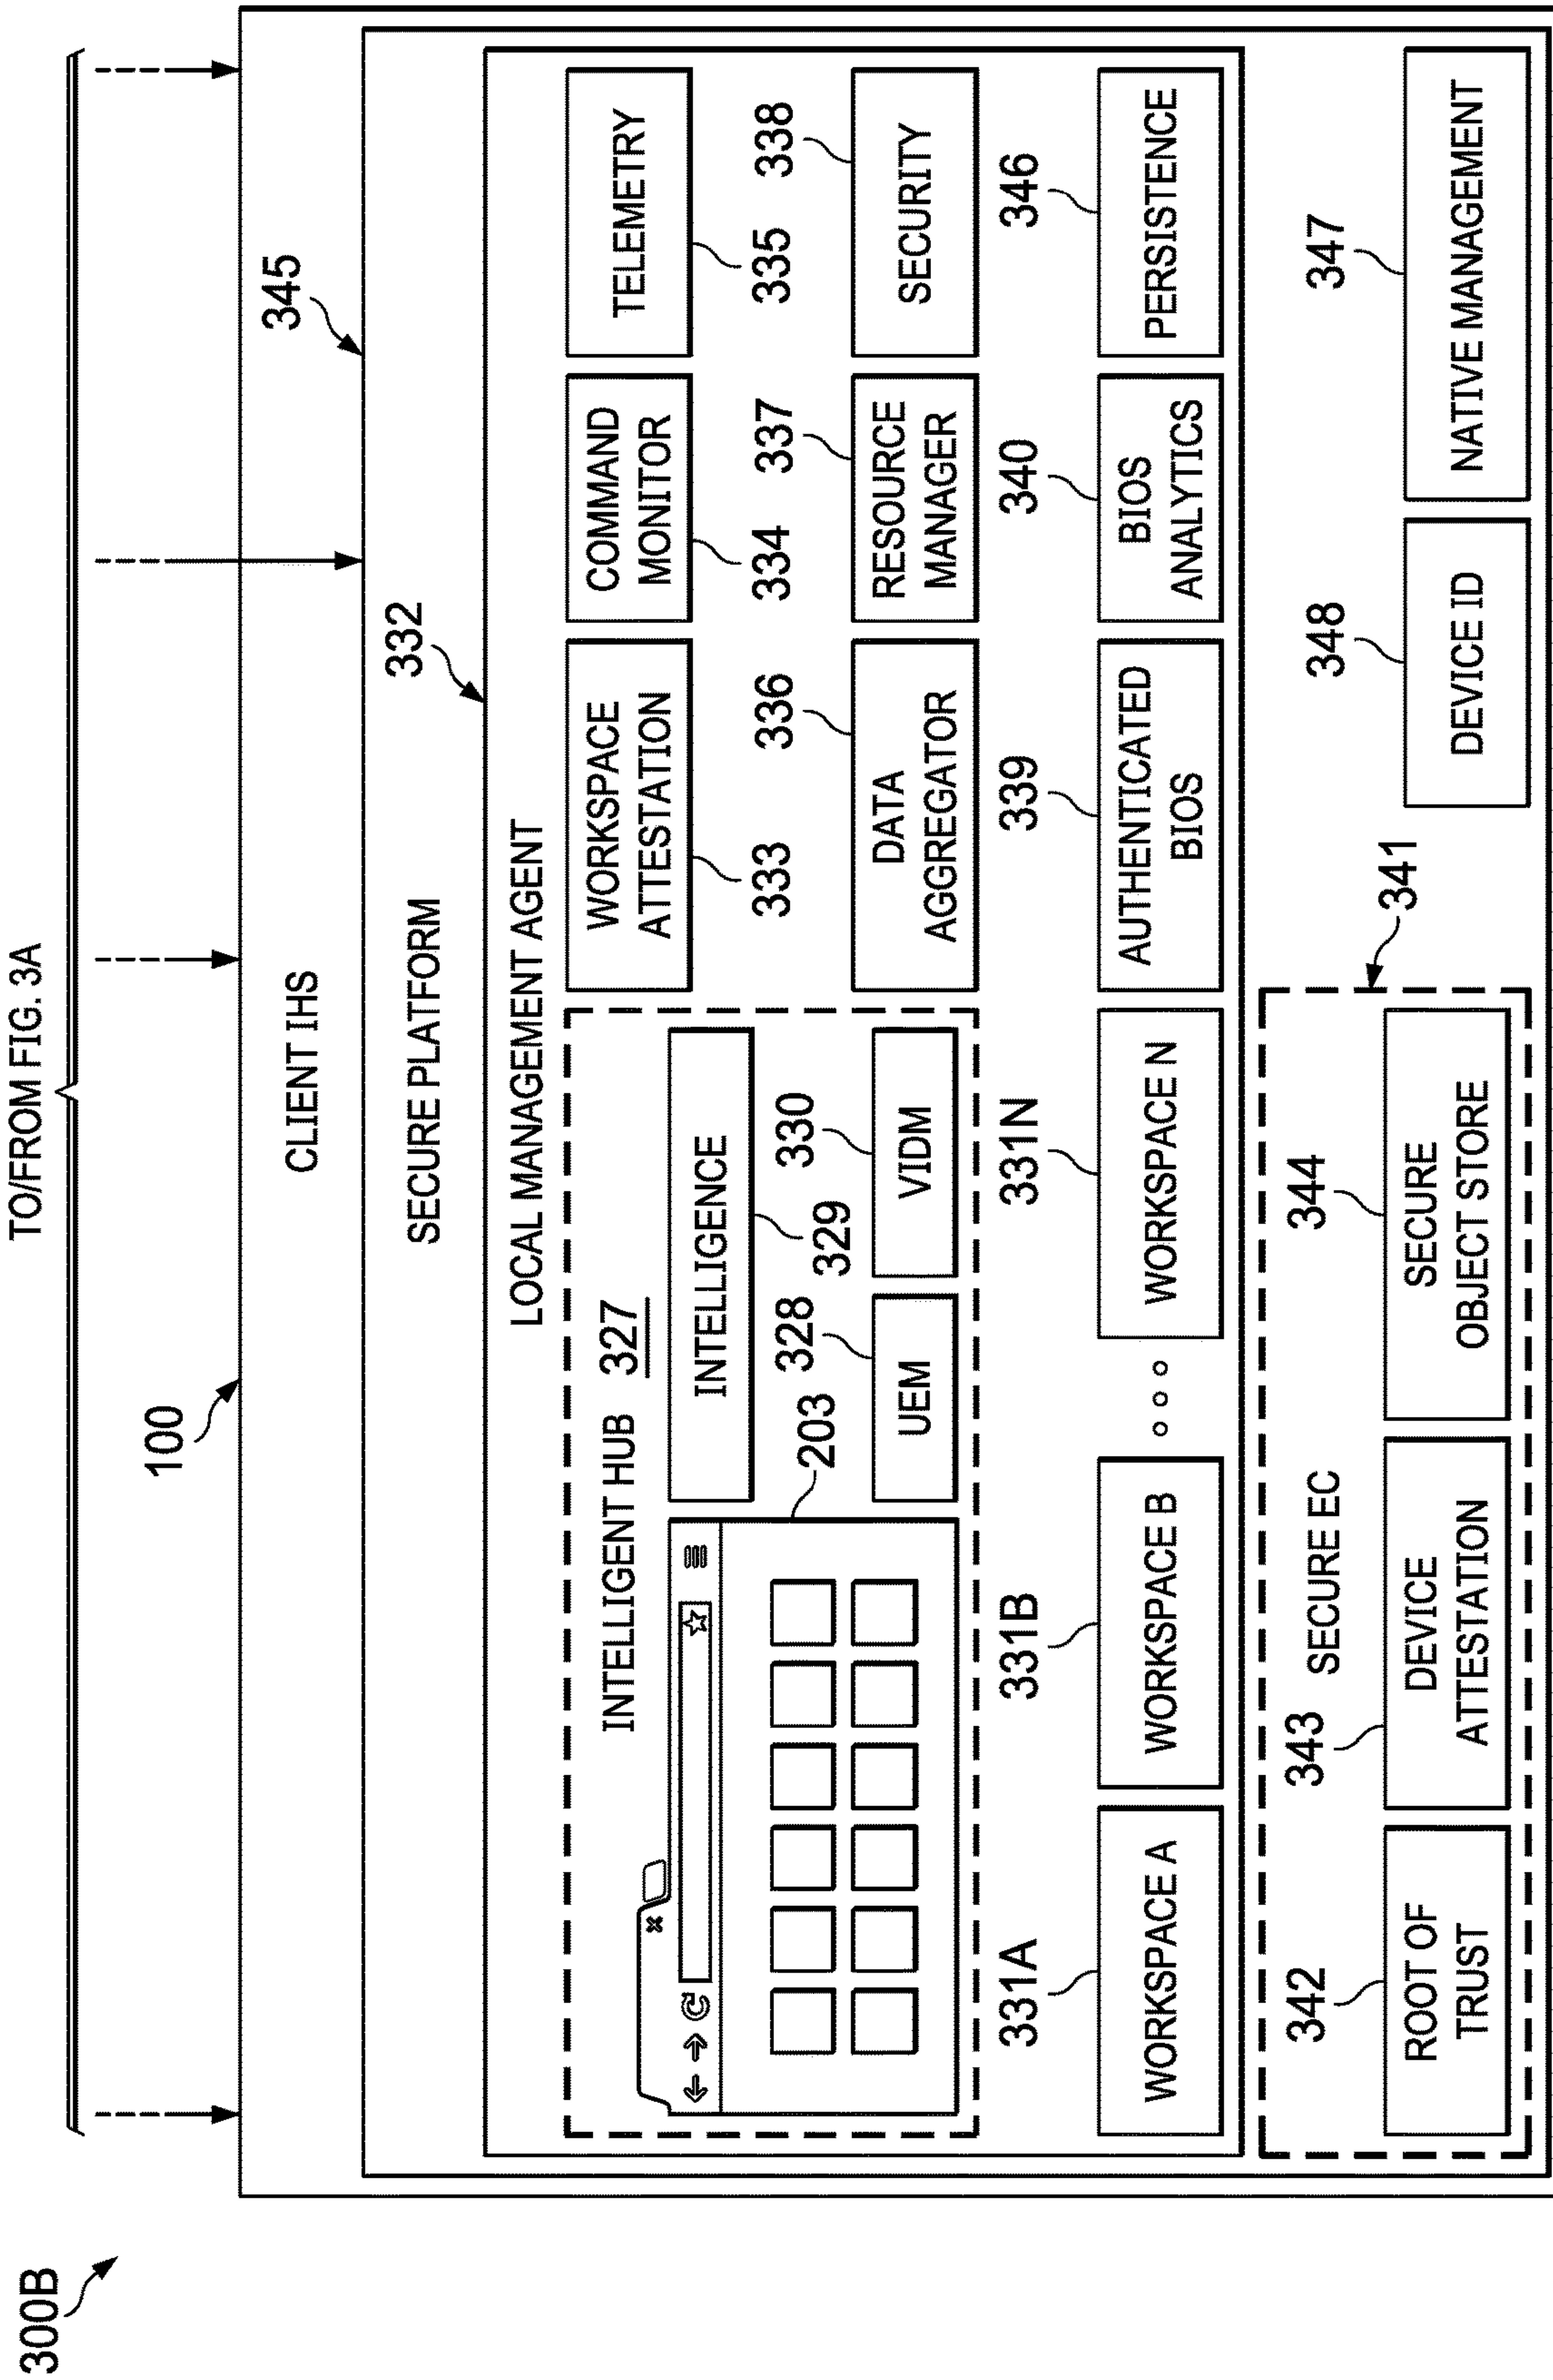 300B
TO/FROM FIG. 3A
100
CLIENT IHS
345
SECURE PLATFORM
332
LOCAL MANAGEMENT AGENT
INTELLIGENT HUB 327
INTELLIGENCE
329
203
328
UEM
330
VIDM
WORKSPACE
ATTESTATION
333
COMMAND
MONITOR
334
TELEMETRY
335
336
DATA
AGGREGATOR
337
RESOURCE
MANAGER
338
SECURITY
331A
WORKSPACE A
331B
WORKSPACE B
331N
WORKSPACE N
339
AUTHENTICATED
BIOS
340
BIOS
ANALYTICS
346
PERSISTENCE
341
SECURE EC
342
ROOT OF
TRUST
343
DEVICE
ATTESTATION
344
SECURE
OBJECT STORE
348
DEVICE ID
347
NATIVE MANAGEMENT